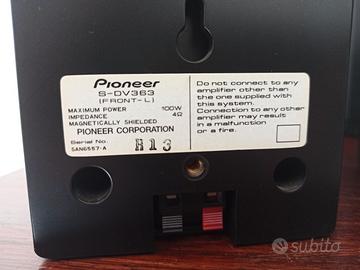 Pioneer
S-DV363
(FRONT-L)
MAXIMUM POWER 100W
IMPEDANCE 4Ω
MAGNETICALLY SHIELDED
PIONEER CORPORATION
Serial No.
SAN6557-A
R13
Do not connect to any
amplifier other than
the one supplied with
this system.
Connection to any other
amplifier may result
in a malfunction
or a fire.
subito